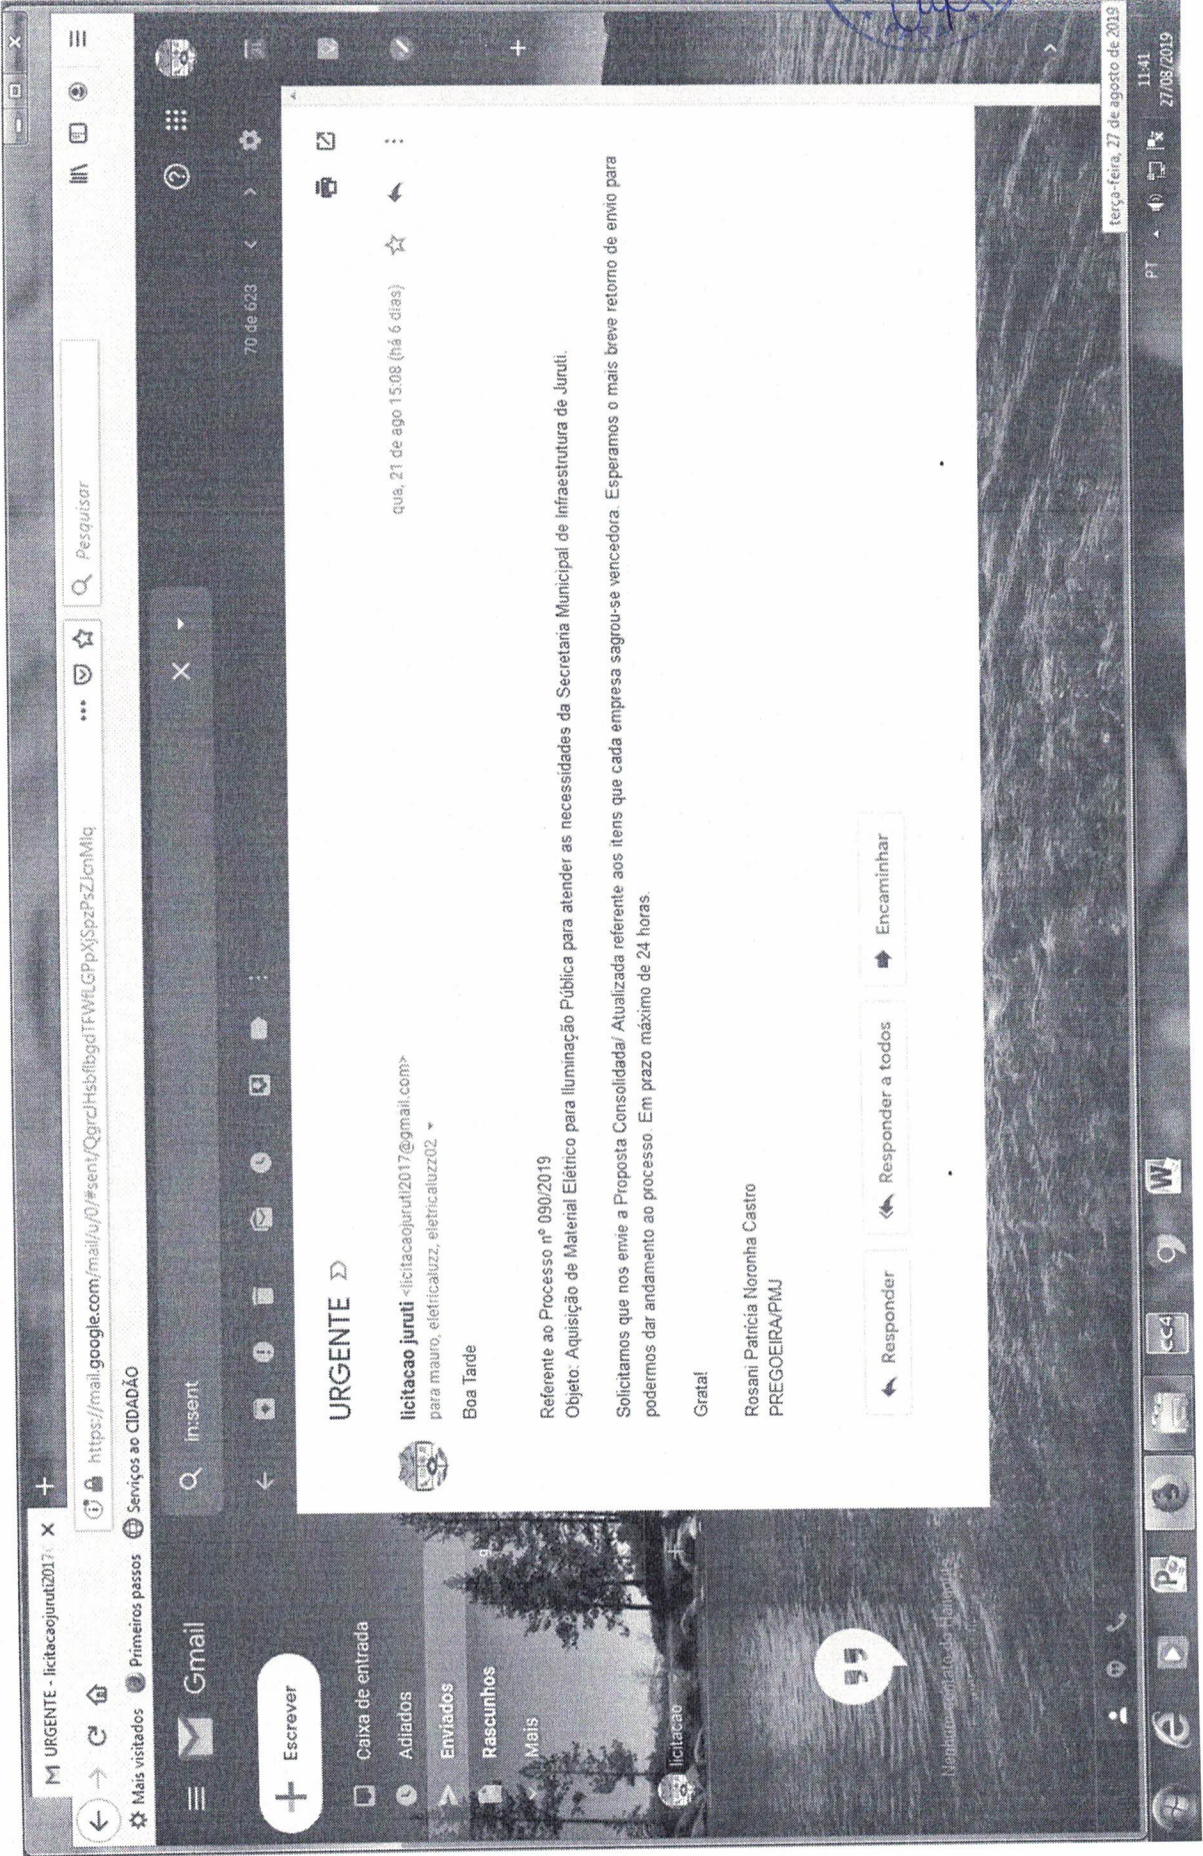 M URGENTE - licitacaojuruti2017
https://mail.google.com/mail/u/0/#sent/QgrcJHsbflbgdTFWfLGPpXjSpzPsZJcnMlq
Pesquisar
Mais visitados Primeiros passos Serviços ao CIDADÃO
Gmail
in:sent
Escrever
70 de 623
Caixa de entrada
Adiados
Enviados
Rascunhos
Mais
licitacao
URGENTE
licitacao juruti <licitacaojuruti2017@gmail.com>
qua, 21 de ago 15:08 (há 6 dias)
para mauro, eletricaluzz, eletricaluzz02
Boa Tarde
Referente ao Processo nº 090/2019
Objeto: Aquisição de Material Elétrico para Iluminação Pública para atender as necessidades da Secretaria Municipal de Infraestrutura de Juruti.
Solicitamos que nos envie a Proposta Consolidada/ Atualizada referente aos itens que cada empresa sagrou-se vencedora. Esperamos o mais breve retorno de envio para
podermos dar andamento ao processo. Em prazo máximo de 24 horas.
Grata!
Rosani Patrícia Noronha Castro
PREGOEIRA/PMJ
Responder
Responder a todos
Encaminhar
Nenhum contato do Hangouts
terça-feira, 27 de agosto de 2019
PT
11:41
27/08/2019